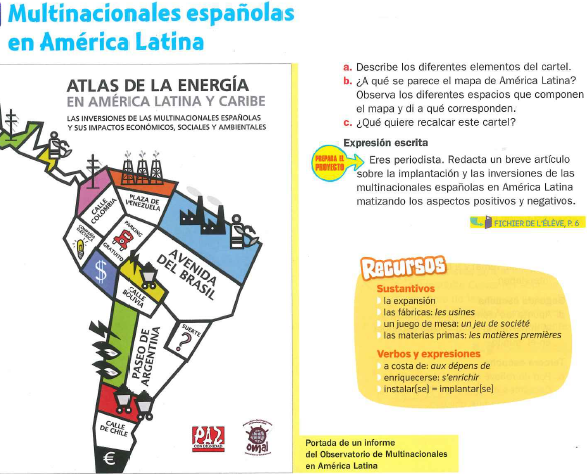 Multinacionales españolas
en América Latina
ATLAS DE LA ENERGÍA
EN AMÉRICA LATINA Y CARIBE
LAS INVERSIONES DE LAS MULTINACIONALES ESPAÑOLAS
Y SUS IMPACTOS ECONÓMICOS, SOCIALES Y AMBIENTALES
CALLE
COLOMBIA
PLAZA DE
VENEZUELA
PARKING
GRATUITO
AVENIDA
DEL BRASIL
$
CALLE
BOLIVIA
SUERTE
?
PASEO DE
ARGENTINA
CALLE
DE CHILE
€
PAZ
CON DIGNIDAD
omal
a. Describe los diferentes elementos del cartel.
b. ¿A qué se parece el mapa de América Latina?
Observa los diferentes espacios que componen
el mapa y di a qué corresponden.
c. ¿Qué quiere recalcar este cartel?
Expresión escrita
PREPARA EL
PROYECTO
Eres periodista. Redacta un breve artículo
sobre la implantación y las inversiones de las
multinacionales españolas en América Latina
matizando los aspectos positivos y negativos.
FICHIER DE L'ÉLÈVE, P. 6
Recursos
Sustantivos
la expansión
las fábricas: les usines
un juego de mesa: un jeu de société
las materias primas: les matières premières
Verbos y expresiones
a costa de: aux dépens de
enriquecerse: s'enrichir
instalar[se] = implantar[se]
Portada de un informe
del Observatorio de Multinacionales
en América Latina